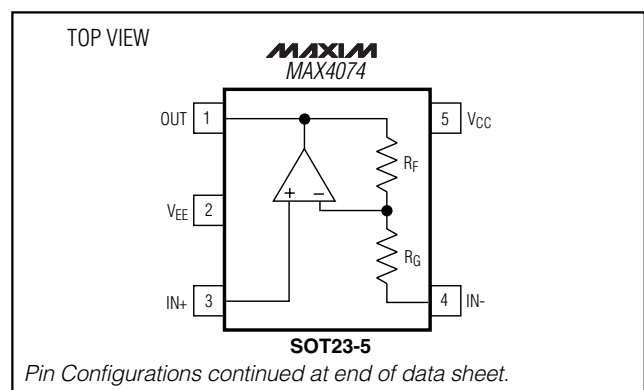 TOP VIEW
MAXIM
MAX4074
OUT 1
5 VCC
RF
+ −
VEE 2
RG
IN+ 3
4 IN-
SOT23-5
Pin Configurations continued at end of data sheet.